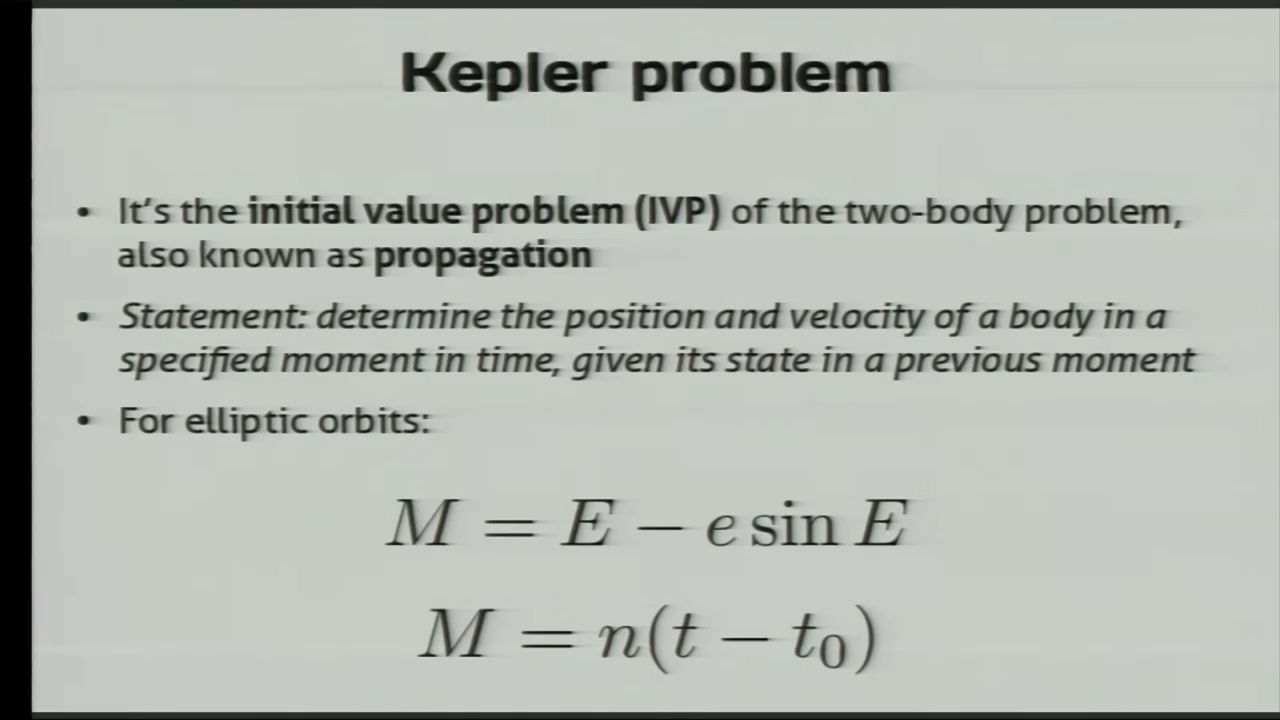 Kepler problem
• It's the initial value problem (IVP) of the two-body problem,
also known as propagation
• Statement: determine the position and velocity of a body in a
specified moment in time, given its state in a previous moment
• For elliptic orbits:
M = E − e sin E
M = n(t − t₀)